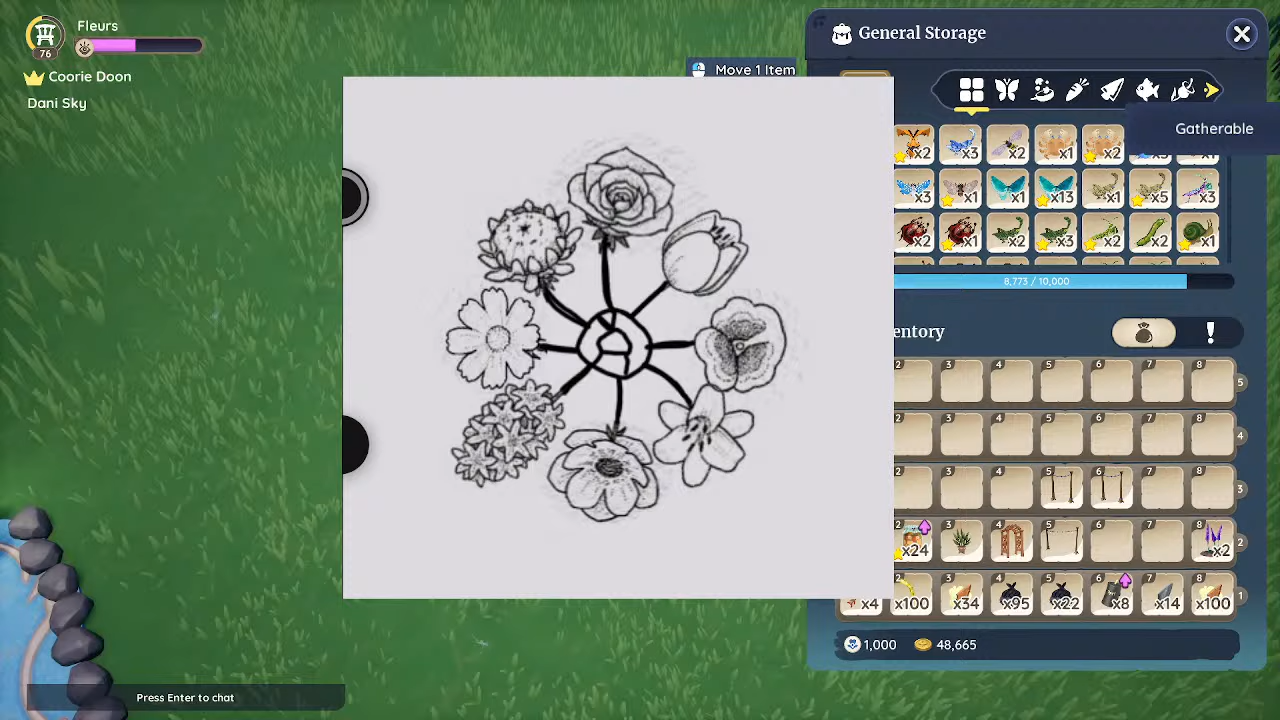 Fleurs
76
Coorie Doon
Dani Sky
Move 1 Item
General Storage
Gatherable
x2 x3 x2 x1 x2
x3 x1 x1 x13 x1 x5 x3
x2 x1 x2 x3 x2 x2 x1
8,773 / 10,000
entory
2 3 4 5 6 7 8 5
2 3 4 5 6 7 8 4
2 3 4 5 6 7 8 3
2 x24 3 4 5 6 7 8 x2 2
x4 2 x100 3 x34 4 x95 5 x22 6 x8 7 x14 8 x100 1
1,000 48,665
Press Enter to chat